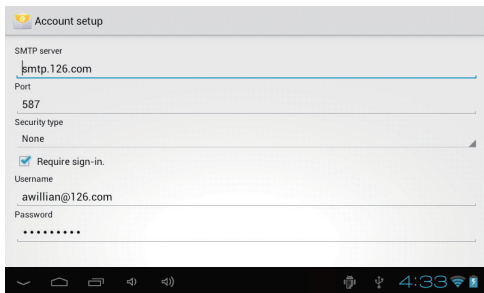 Account setup
SMTP server
smtp.126.com
Port
587
Security type
None
Require sign-in.
Username
awillian@126.com
Password
•••••••••
4:33